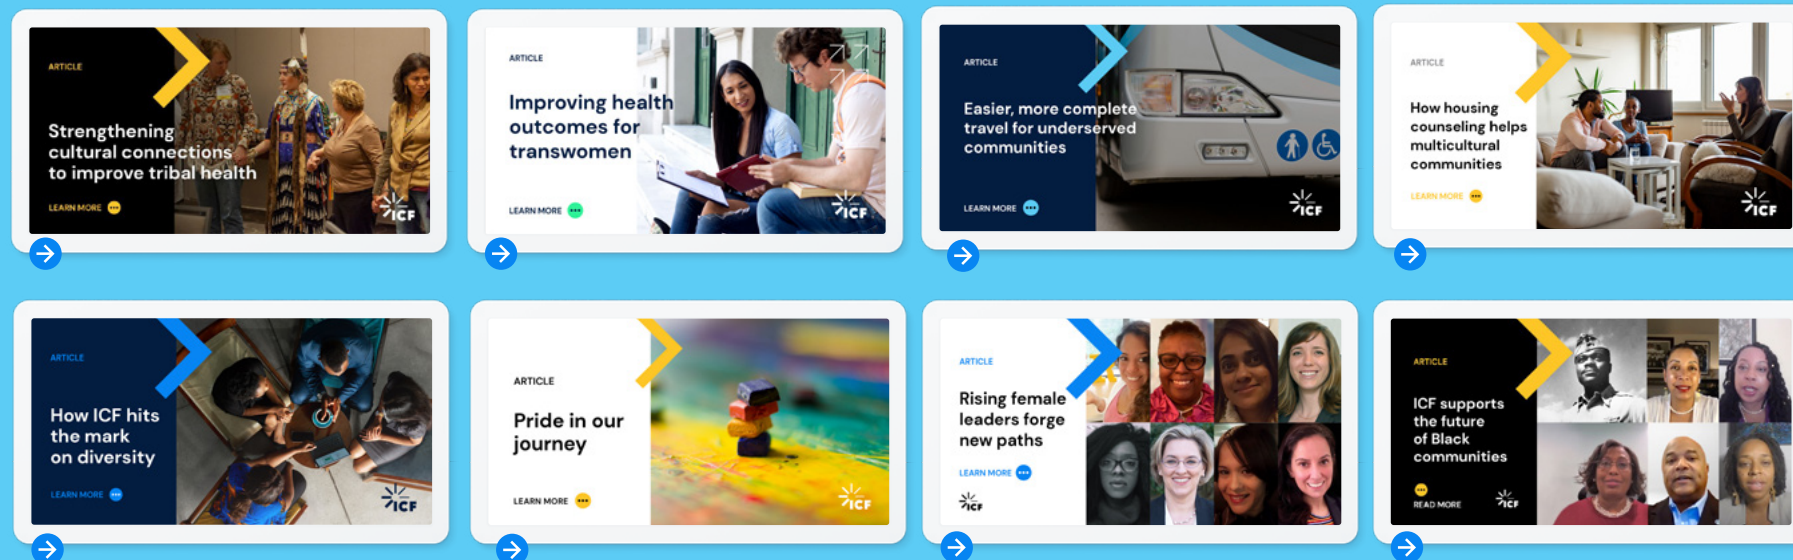 ARTICLE
Strengthening
cultural connections
to improve tribal health
LEARN MORE
ICF
ARTICLE
Improving health
outcomes for
transwomen
LEARN MORE
ICF
ARTICLE
Easier, more complete
travel for underserved
communities
LEARN MORE
ICF
ARTICLE
How housing
counseling helps
multicultural
communities
LEARN MORE
ICF
ARTICLE
How ICF hits
the mark
on diversity
LEARN MORE
ICF
ARTICLE
Pride in our
journey
LEARN MORE
ICF
ARTICLE
Rising female
leaders forge
new paths
LEARN MORE
ICF
ARTICLE
ICF supports
the future
of Black
communities
READ MORE
ICF